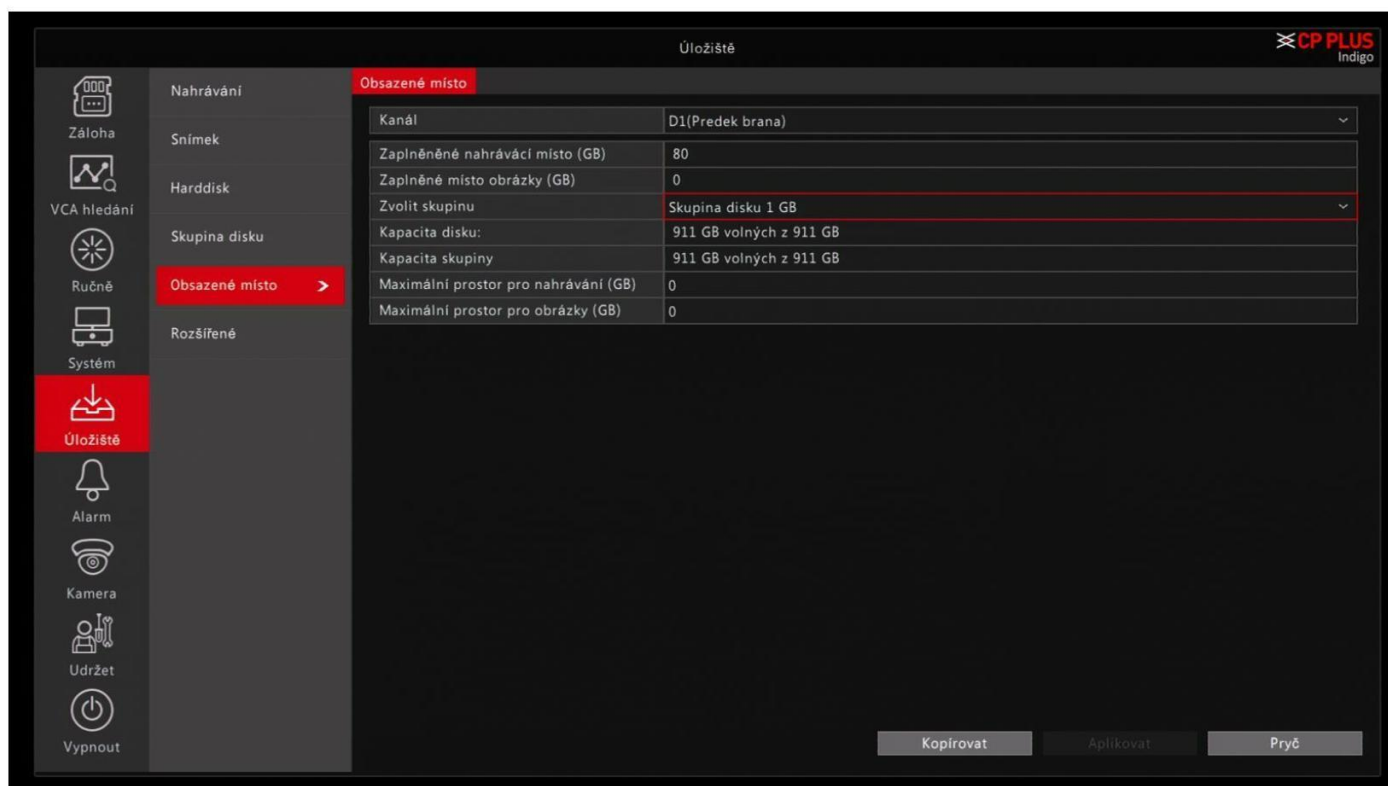 Úložiště
CP PLUS
Indigo
Záloha
VCA hledání
Ručně
Systém
Úložiště
Alarm
Kamera
Udržet
Vypnout
Nahrávání
Snímek
Harddisk
Skupina disku
Obsazené místo >
Rozšířené
Obsazené místo
Kanál D1(Predek brana)
Zaplněněné nahrávácí místo (GB) 80
Zaplněné místo obrázky (GB) 0
Zvolit skupinu Skupina disku 1 GB
Kapacita disku: 911 GB volných z 911 GB
Kapacita skupiny 911 GB volných z 911 GB
Maximální prostor pro nahrávání (GB) 0
Maximální prostor pro obrázky (GB) 0
Kopírovat Aplikovat Pryč